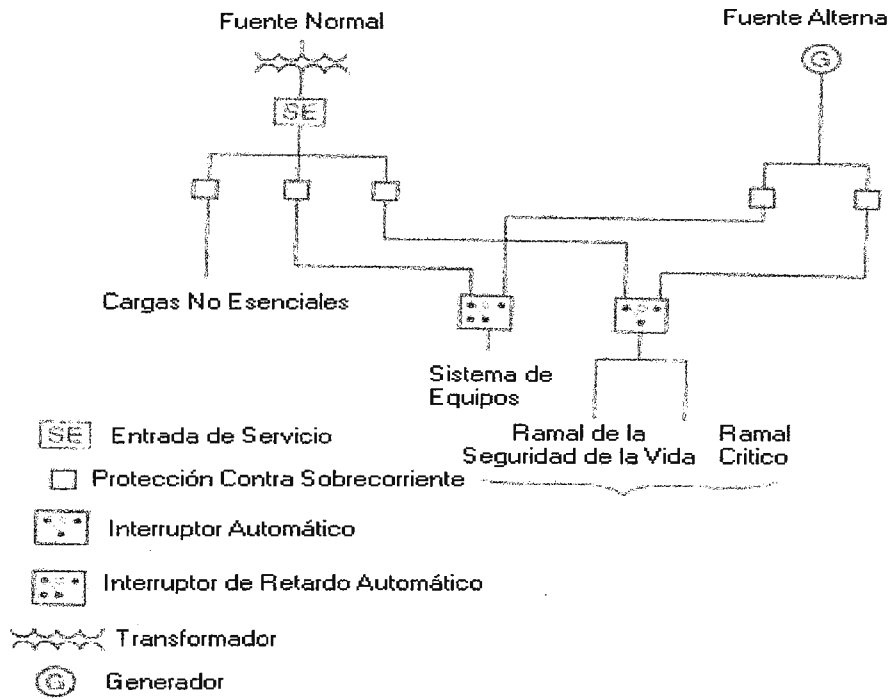 Fuente Normal
Fuente Alterna
G
SE
Cargas No Esenciales
Sistema de
Equipos
Ramal de la
Seguridad de la Vida
Ramal
Critico
SE Entrada de Servicio
Protección Contra Sobrecorriente
Interruptor Automático
Interruptor de Retardo Automático
Transformador
G Generador